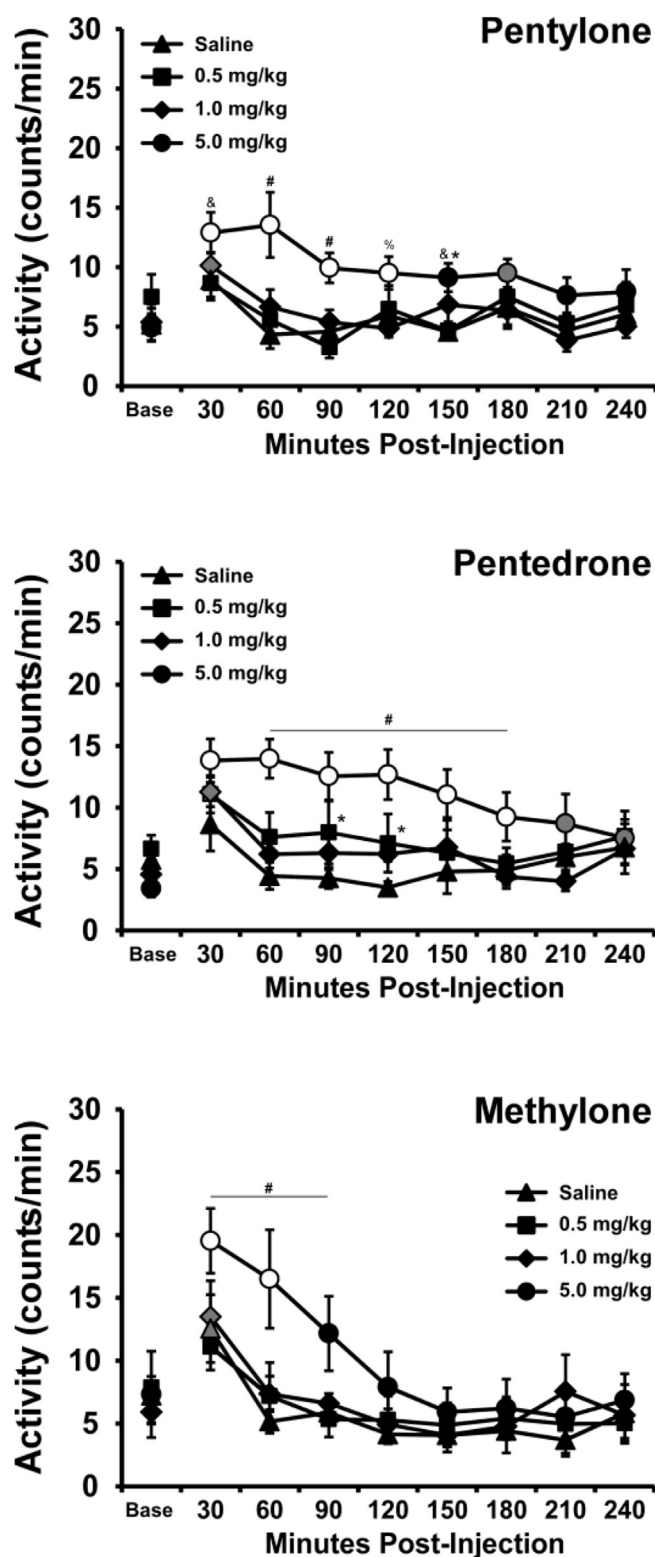 Pentylone
Activity (counts/min)
30
25
20
15
10
5
0
Saline
0.5 mg/kg
1.0 mg/kg
5.0 mg/kg
& # # % & *
Base 30 60 90 120 150 180 210 240
Minutes Post-Injection
Pentedrone
Activity (counts/min)
30
25
20
15
10
5
0
Saline
0.5 mg/kg
1.0 mg/kg
5.0 mg/kg
#
* *
Base 30 60 90 120 150 180 210 240
Minutes Post-Injection
Methylone
Activity (counts/min)
30
25
20
15
10
5
0
#
Saline
0.5 mg/kg
1.0 mg/kg
5.0 mg/kg
Base 30 60 90 120 150 180 210 240
Minutes Post-Injection